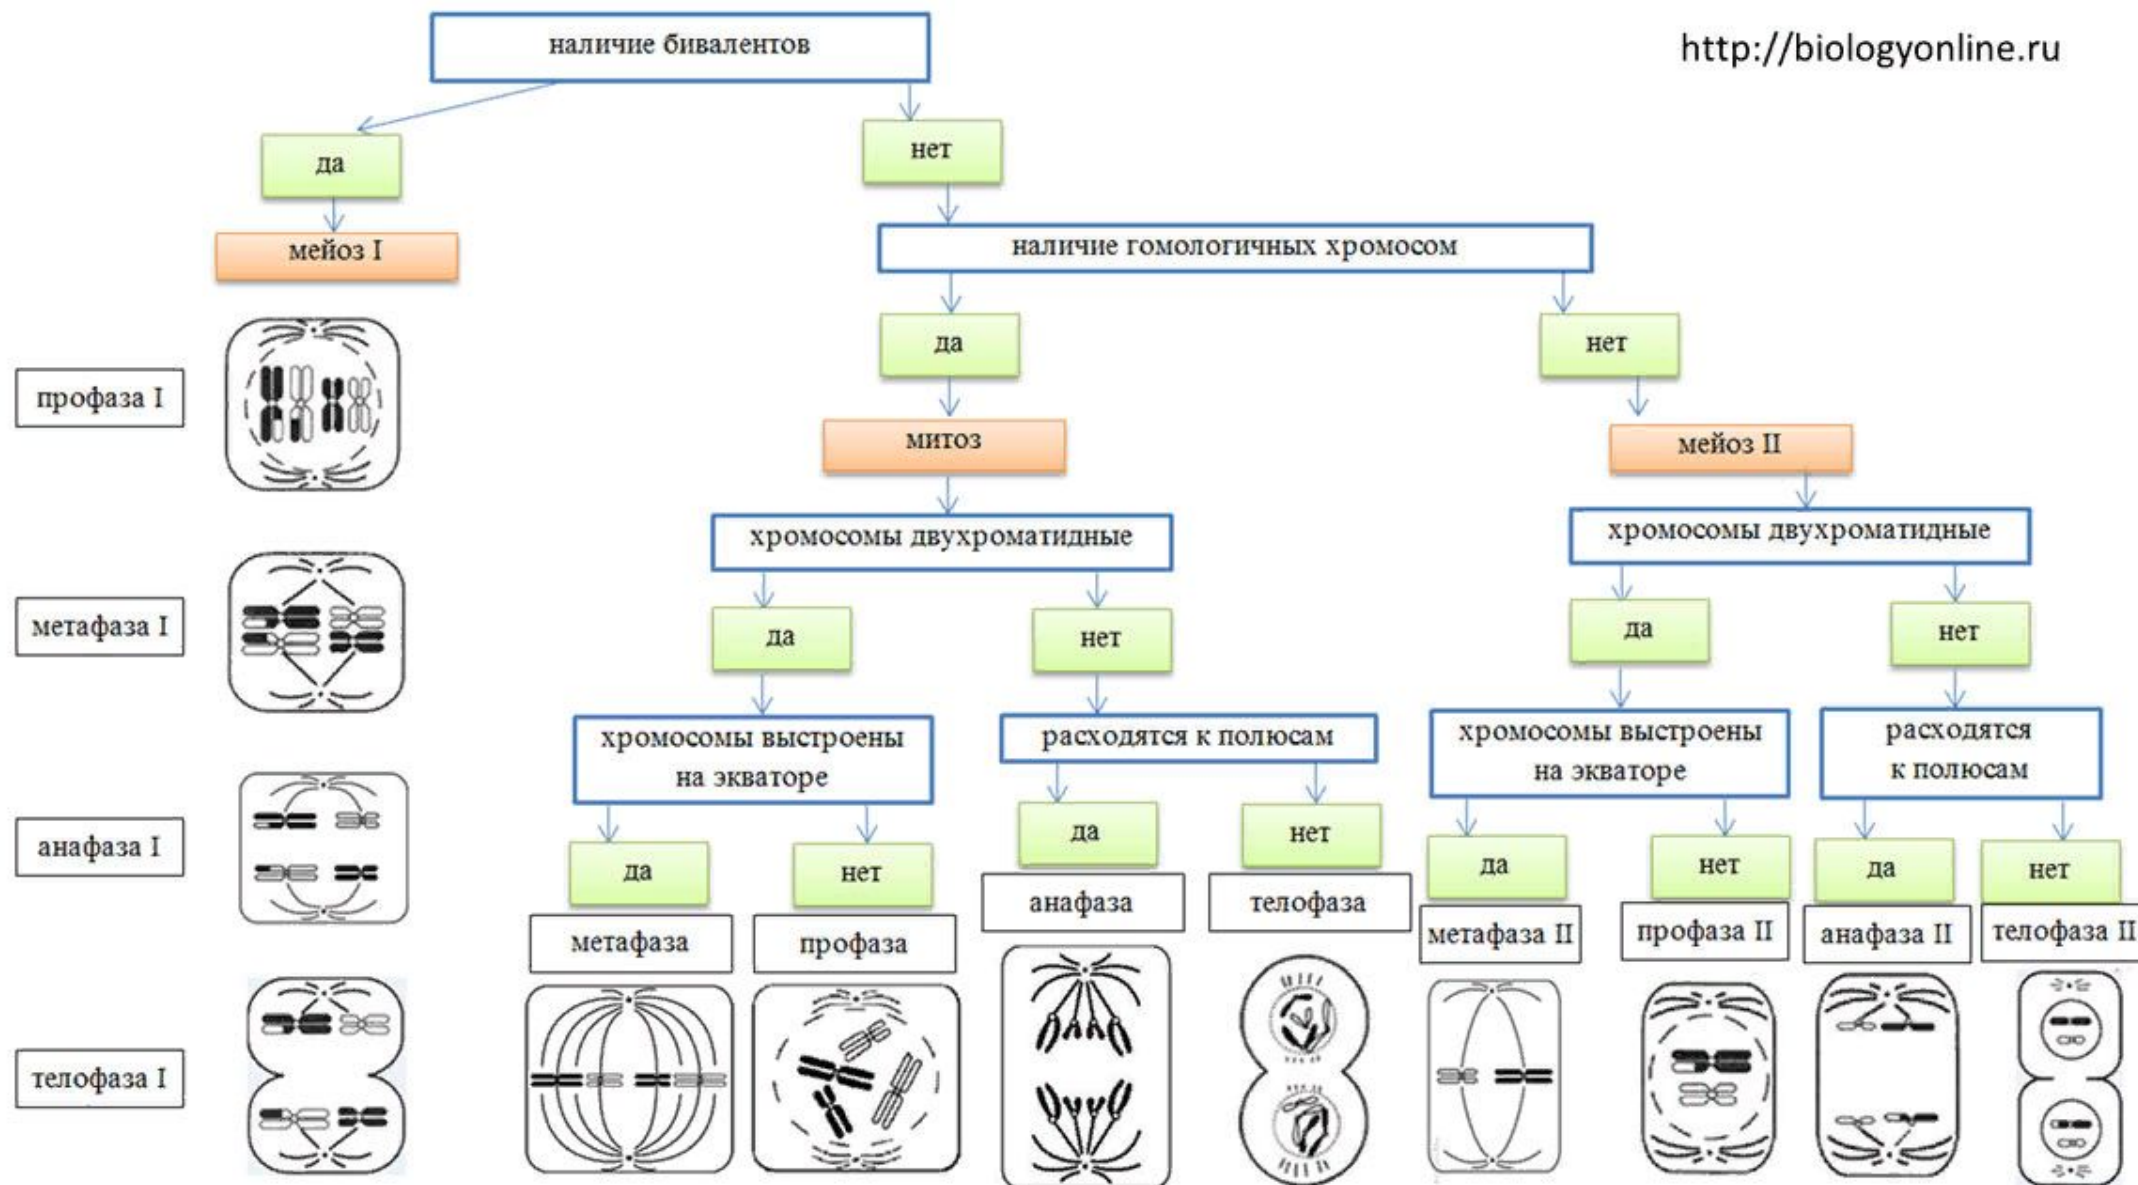 наличие бивалентов
http://biologyonline.ru
да
нет
мейоз I
наличие гомологичных хромосом
да
нет
профаза I
митоз
мейоз II
хромосомы двухроматидные
хромосомы двухроматидные
метафаза I
да
нет
да
нет
хромосомы выстроены
на экваторе
расходятся к полюсам
хромосомы выстроены
на экваторе
расходятся
к полюсам
анафаза I
да
нет
да
нет
да
нет
да
нет
метафаза
профаза
анафаза
телофаза
метафаза II
профаза II
анафаза II
телофаза II
телофаза I